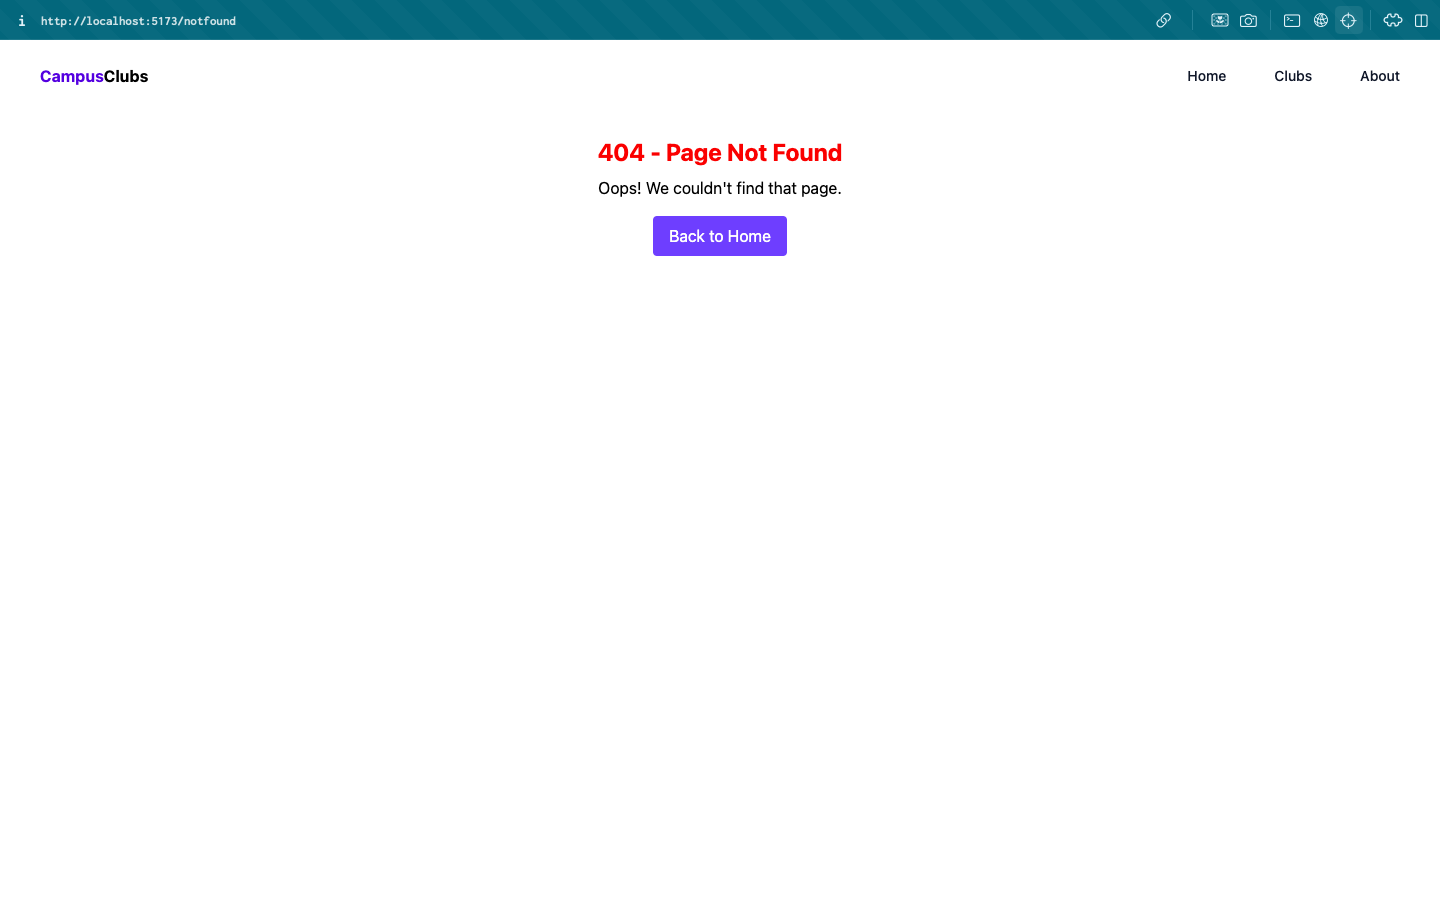 http://localhost:5173/notfound
CampusClubs
Home
Clubs
About
404 - Page Not Found
Oops! We couldn't find that page.
Back to Home